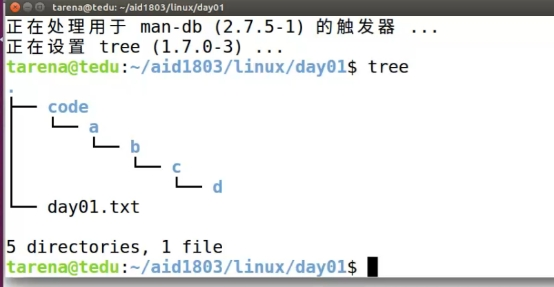 tarena@tedu: ~/aid1803/linux/day01
正在处理用于 man-db (2.7.5-1) 的触发器 ...
正在设置 tree (1.7.0-3) ...
tarena@tedu:~/aid1803/linux/day01$ tree
.
├── code
│   └── a
│       └── b
│           └── c
│               └── d
└── day01.txt
5 directories, 1 file
tarena@tedu:~/aid1803/linux/day01$